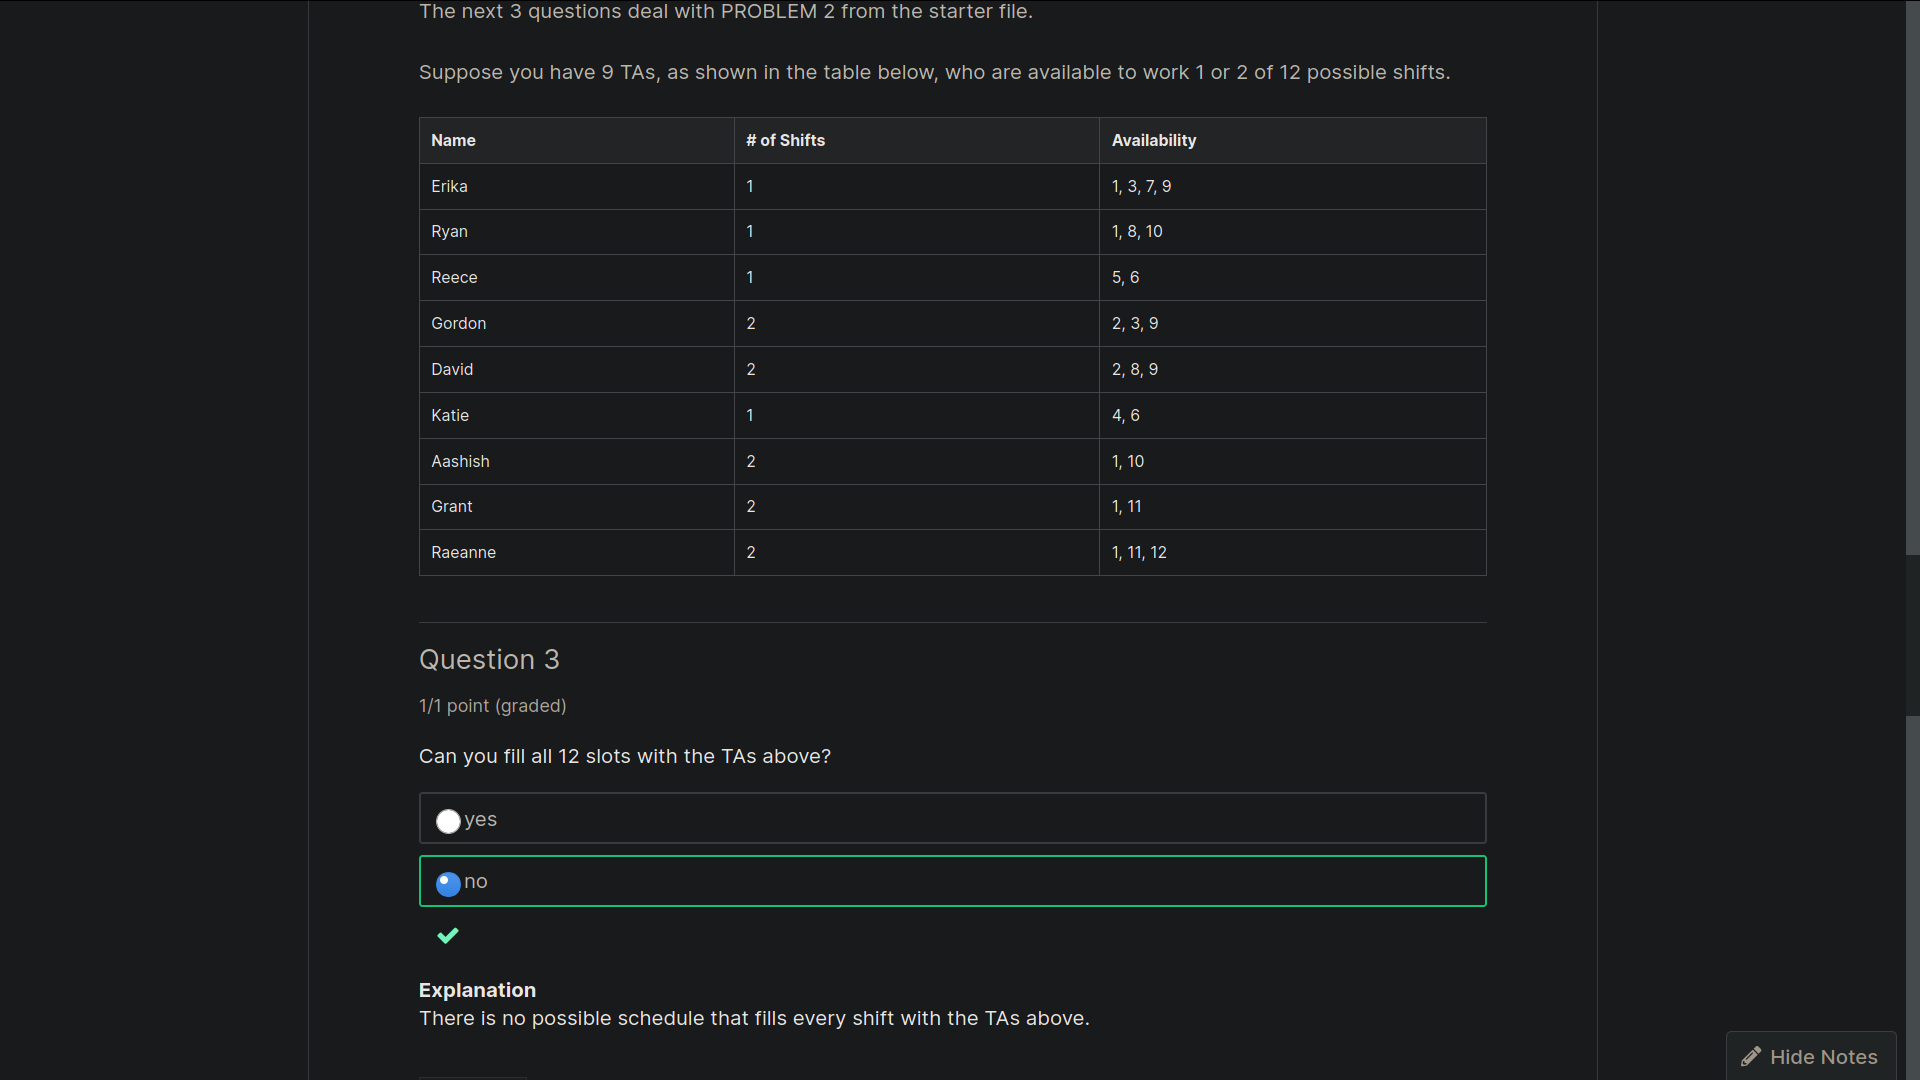 The next 3 questions deal with PROBLEM 2 from the starter file.
Suppose you have 9 TAs, as shown in the table below, who are available to work 1 or 2 of 12 possible shifts.
Name # of Shifts Availability
Erika 1 1, 3, 7, 9
Ryan 1 1, 8, 10
Reece 1 5, 6
Gordon 2 2, 3, 9
David 2 2, 8, 9
Katie 1 4, 6
Aashish 2 1, 10
Grant 2 1, 11
Raeanne 2 1, 11, 12
Question 3
1/1 point (graded)
Can you fill all 12 slots with the TAs above?
yes
no
Explanation
There is no possible schedule that fills every shift with the TAs above.
Hide Notes